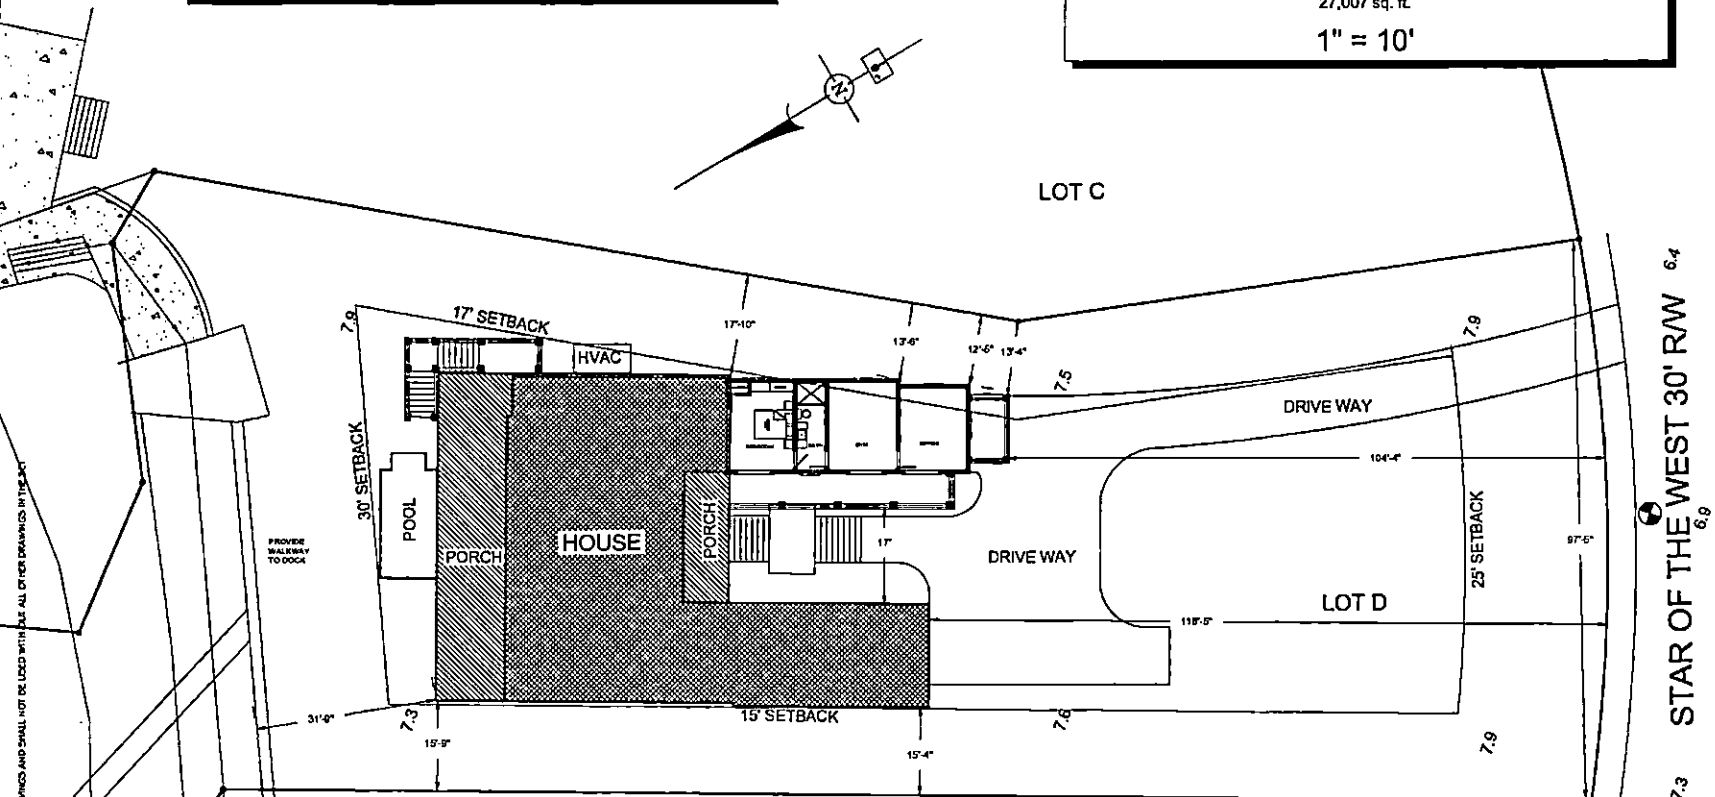 27,007 sq. ft.
1" = 10'
N
LOT C
6.4
17' SETBACK
7.9
HVAC
17'-10"
13'-6"
12'-5"
13'-4"
7.9
7.5
DRIVE WAY
104'-4"
30' SETBACK
POOL
PORCH
HOUSE
PORCH
17'
DRIVE WAY
25' SETBACK
97'-5"
STAR OF THE WEST 30' R/W
6.9
PROVIDE
WALKWAY
TO DOCK
LOT D
118'-5"
31'-9"
7.3
15' SETBACK
7.6
15'-9"
15'-4"
7.9
7.3